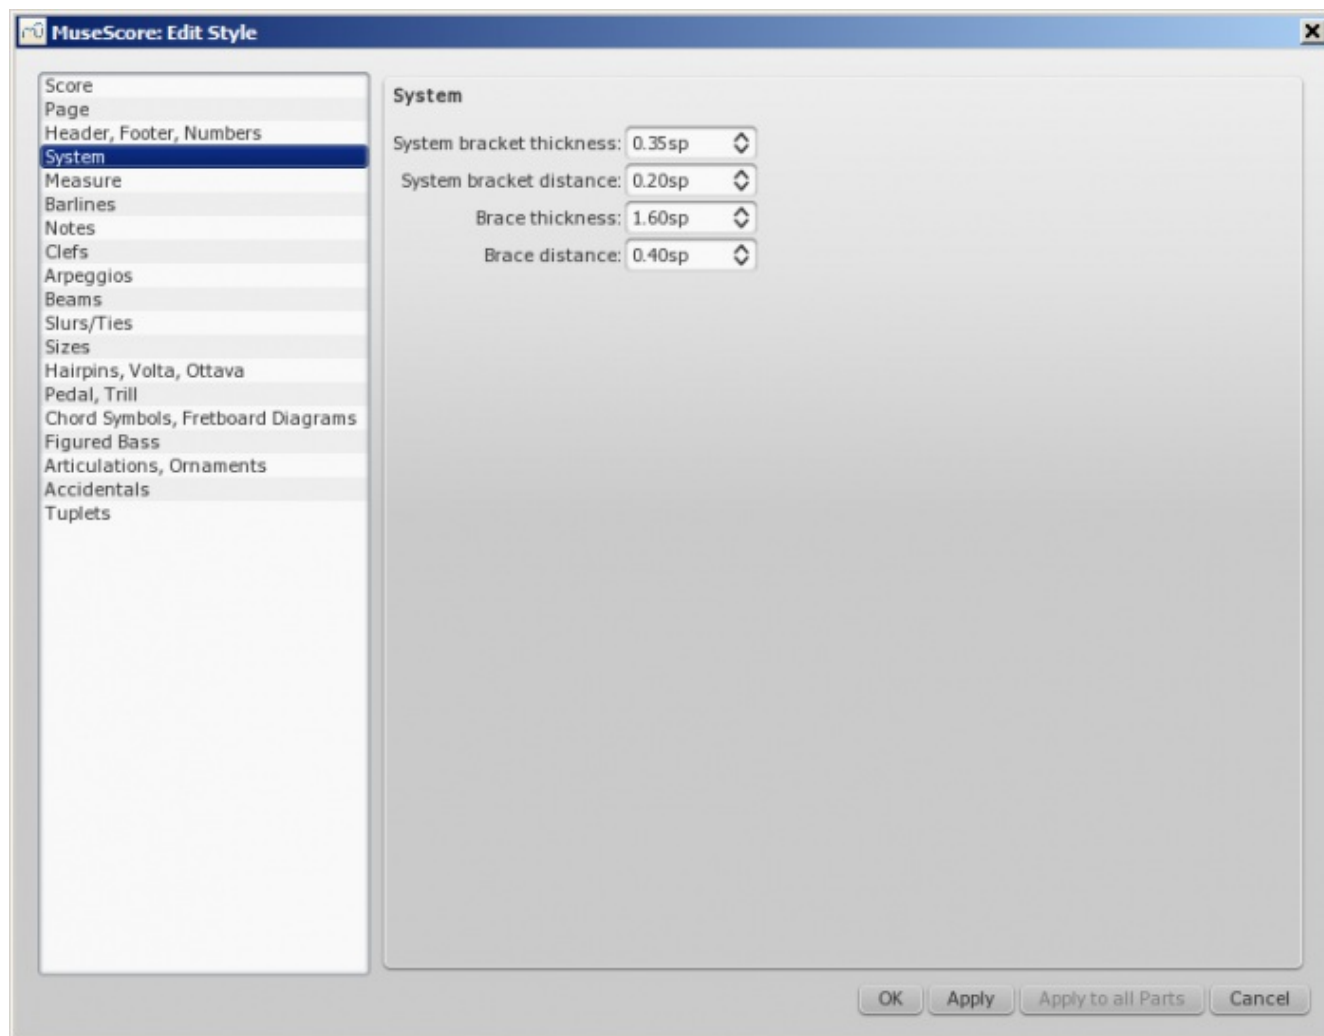 MuseScore: Edit Style
Score
Page
Header, Footer, Numbers
System
Measure
Barlines
Notes
Clefs
Arpeggios
Beams
Slurs/Ties
Sizes
Hairpins, Volta, Ottava
Pedal, Trill
Chord Symbols, Fretboard Diagrams
Figured Bass
Articulations, Ornaments
Accidentals
Tuplets
System
System bracket thickness: 0.35sp
System bracket distance: 0.20sp
Brace thickness: 1.60sp
Brace distance: 0.40sp
OK Apply Apply to all Parts Cancel